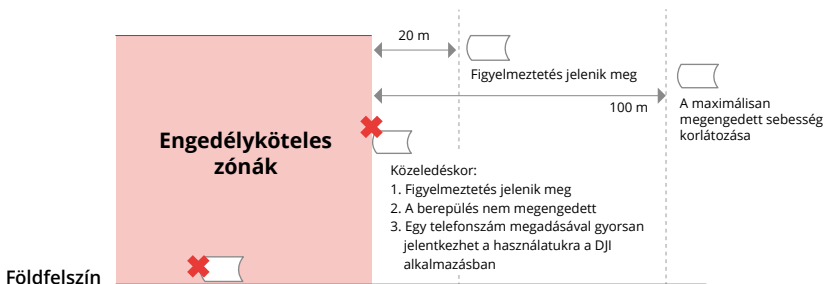 20 m
Figyelmeztetés jelenik meg
100 m
A maximálisan
megengedett sebesség
korlátozása
Engedélyköteles
zónák
Közeledéskor:
1. Figyelmeztetés jelenik meg
2. A berepülés nem megengedett
3. Egy telefonszám megadásával gyorsan
jelentkezhet a használatukra a DJI
alkalmazásban
Földfelszín